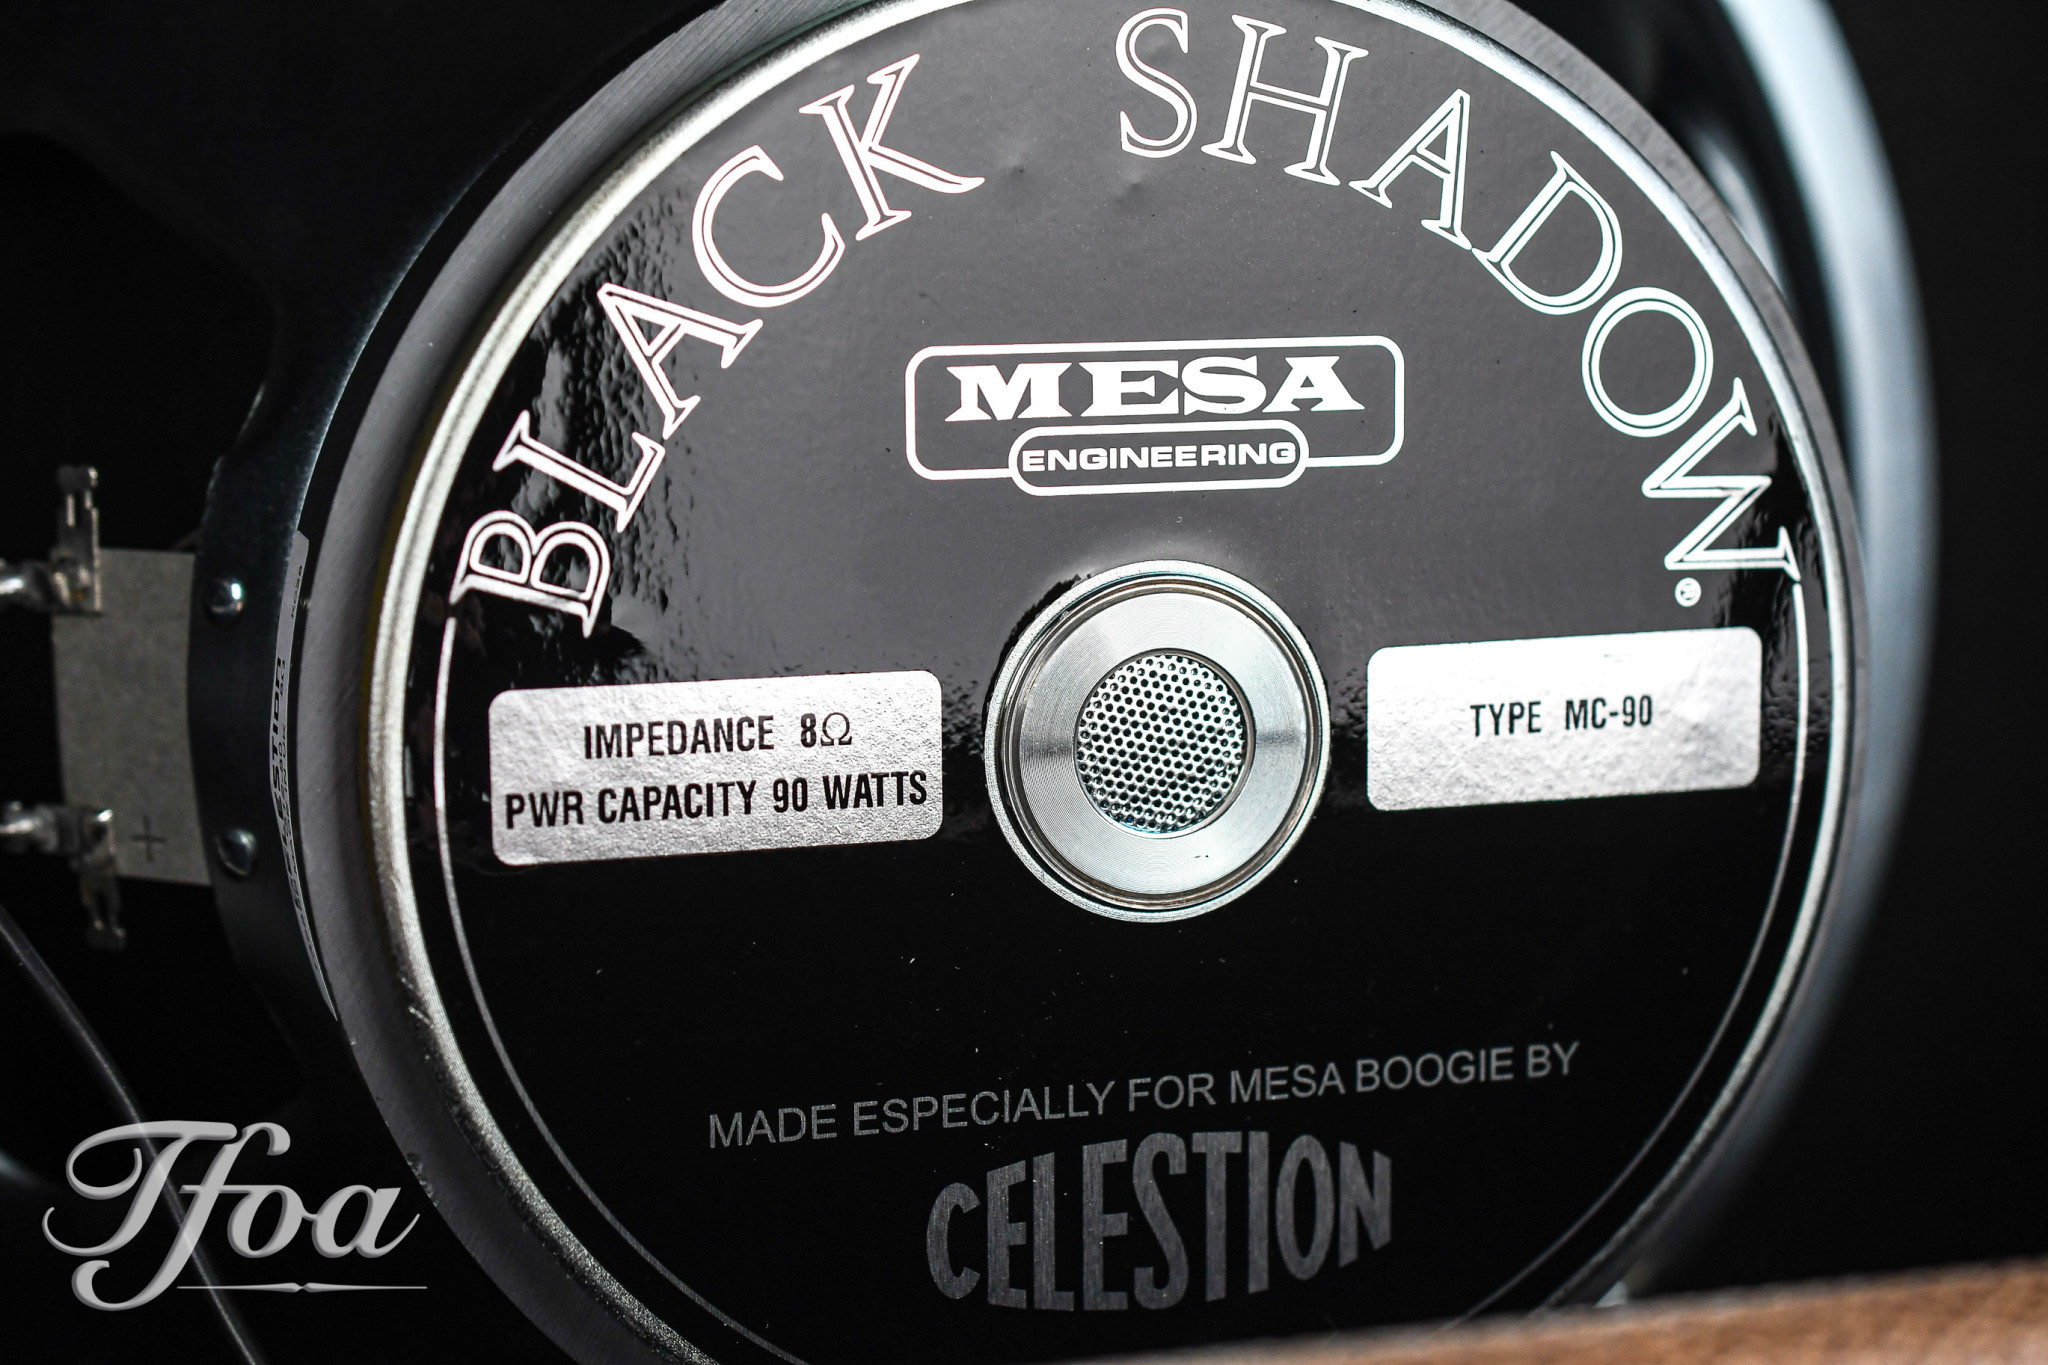 BLACK SHADOW®
MESA
ENGINEERING
IMPEDANCE 8Ω
PWR CAPACITY 90 WATTS
TYPE MC-90
MADE ESPECIALLY FOR MESA BOOGIE BY
CELESTION
+
Tfoa